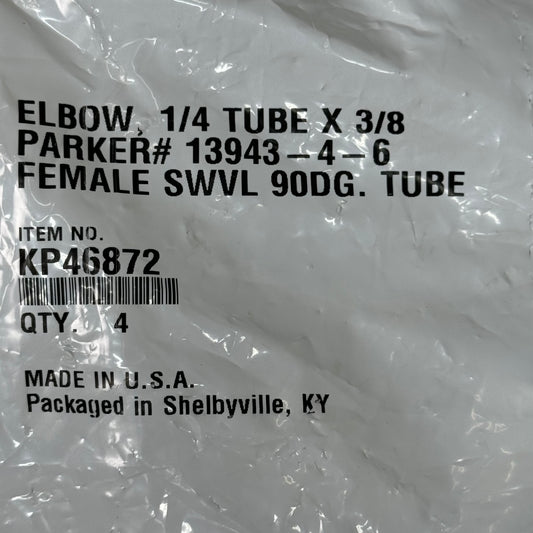 ELBOW, 1/4 TUBE X 3/8
PARKER# 13943-4-6
FEMALE SWVL 90DG. TUBE
ITEM NO.
KP46872
QTY. 4
MADE IN U.S.A.
Packaged in Shelbyville, KY